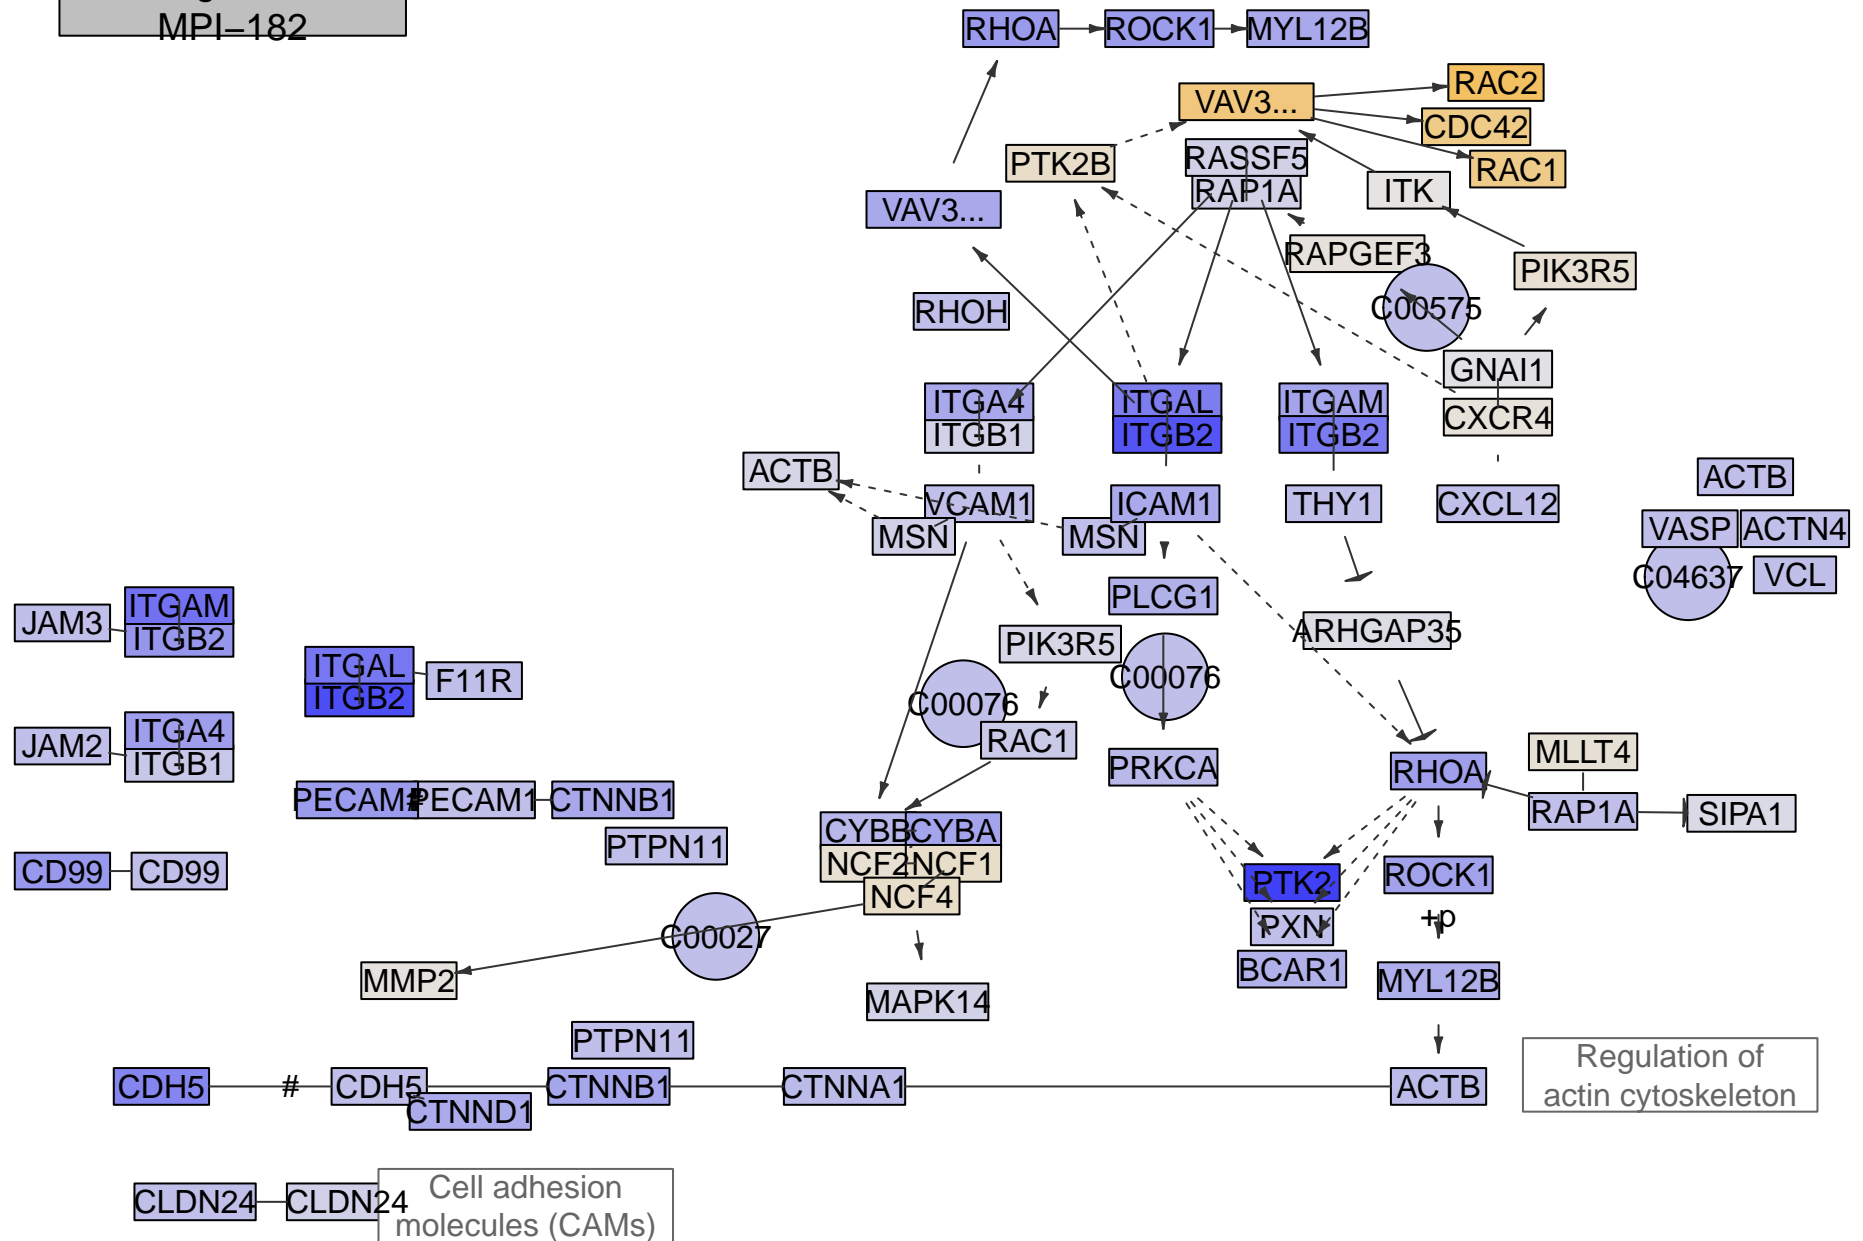 MPI−182
RHOA
ROCK1
MYL12B
RAC2
VAV3...
CDC42
RASSF5
PTK2B
RAC1
RAP1A
ITK
VAV3...
RAPGEF3
PIK3R5
RHOH
C00575
GNAI1
ITGA4
ITGAL
ITGAM
CXCR4
ITGB1
ITGB2
ITGB2
ACTB
ACTB
VCAM1
ICAM1
THY1
CXCL12
MSN
MSN
VASP
ACTN4
C04637
VCL
PLCG1
ITGAM
JAM3
ITGB2
ARHGAP35
PIK3R5
ITGAL
F11R
ITGB2
C00076
C00076
ITGA4
JAM2
ITGB1
RAC1
MLLT4
PRKCA
RHOA
PECAM1
#
PECAM1
CTNNB1
RAP1A
SIPA1
CYBB
CYBA
PTPN11
NCF2
NCF1
CD99
CD99
NCF4
PTK2
ROCK1
+p
PXN
C00027
BCAR1
MMP2
MYL12B
MAPK14
PTPN11
CDH5
#
CDH5
CTNNB1
CTNNA1
ACTB
CTNND1
Regulation of
actin cytoskeleton
CLDN24
CLDN24
Cell adhesion
molecules (CAMs)